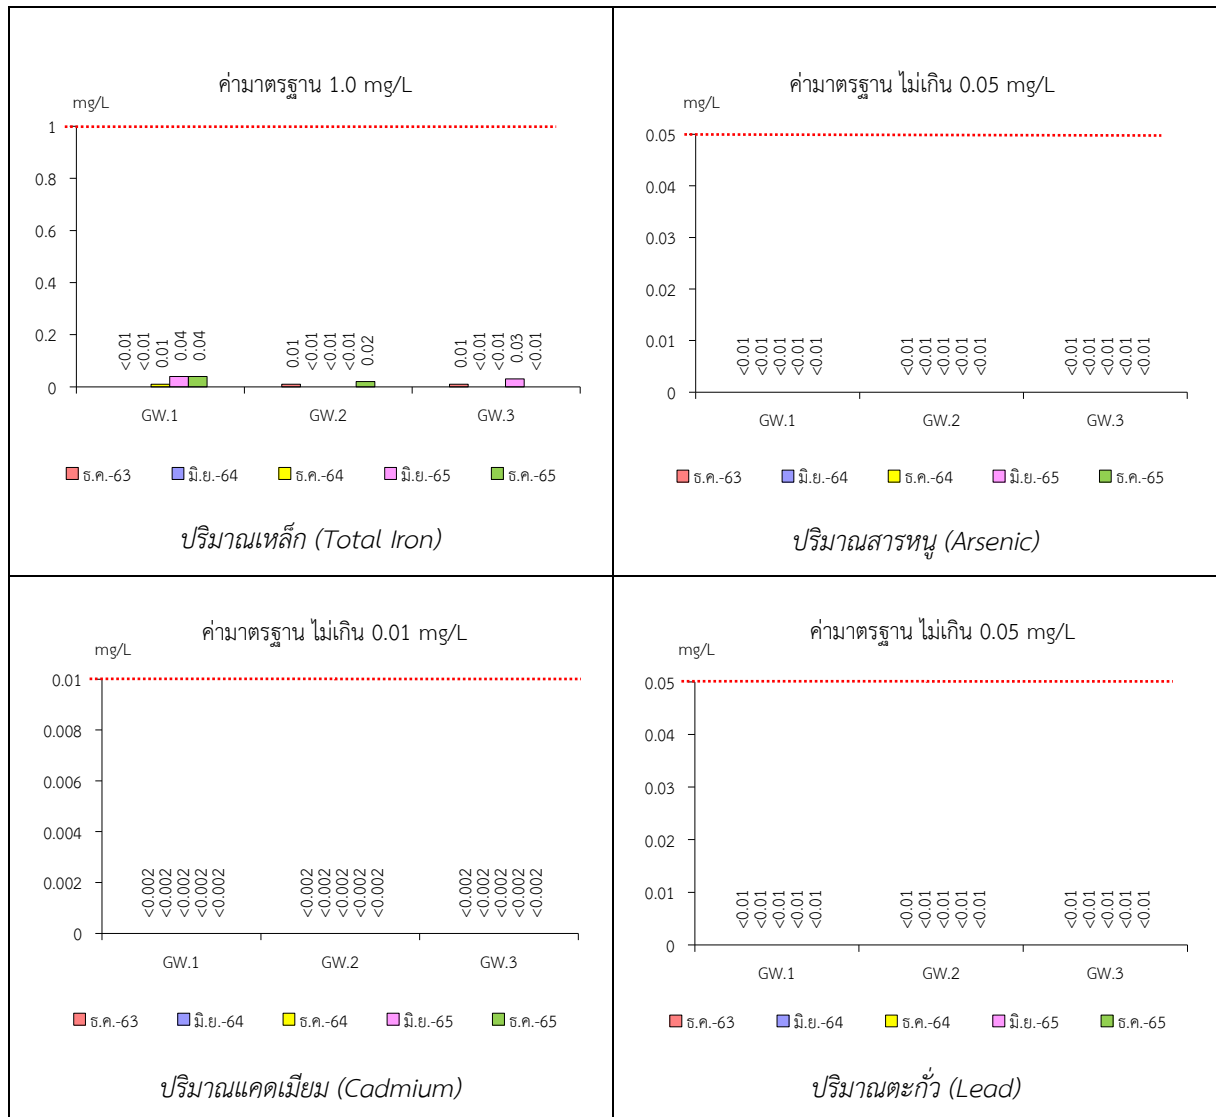 ค่ามาตรฐาน 1.0 mg/L
mg/L
1
0.8
0.6
0.4
0.2
0
<0.01 <0.01 0.01 0.04 0.04 0.01 <0.01 <0.01 <0.01 0.02 0.01 <0.01 <0.01 0.03 <0.01
GW.1 GW.2 GW.3
ธ.ค.-63 มิ.ย.-64 ธ.ค.-64 มิ.ย.-65 ธ.ค.-65
ปริมาณเหล็ก (Total Iron)
ค่ามาตรฐาน ไม่เกิน 0.05 mg/L
mg/L
0.05
0.04
0.03
0.02
0.01
0
<0.01 <0.01 <0.01 <0.01 <0.01 <0.01 <0.01 <0.01 <0.01 <0.01 <0.01 <0.01 <0.01 <0.01 <0.01
GW.1 GW.2 GW.3
ธ.ค.-63 มิ.ย.-64 ธ.ค.-64 มิ.ย.-65 ธ.ค.-65
ปริมาณสารหนู (Arsenic)
ค่ามาตรฐาน ไม่เกิน 0.01 mg/L
mg/L
0.01
0.008
0.006
0.004
0.002
0
<0.002 <0.002 <0.002 <0.002 <0.002 <0.002 <0.002 <0.002 <0.002 <0.002 <0.002 <0.002 <0.002 <0.002 <0.002
GW.1 GW.2 GW.3
ธ.ค.-63 มิ.ย.-64 ธ.ค.-64 มิ.ย.-65 ธ.ค.-65
ปริมาณแคดเมียม (Cadmium)
ค่ามาตรฐาน ไม่เกิน 0.05 mg/L
mg/L
0.05
0.04
0.03
0.02
0.01
0
<0.01 <0.01 <0.01 <0.01 <0.01 <0.01 <0.01 <0.01 <0.01 <0.01 <0.01 <0.01 <0.01 <0.01 <0.01
GW.1 GW.2 GW.3
ธ.ค.-63 มิ.ย.-64 ธ.ค.-64 มิ.ย.-65 ธ.ค.-65
ปริมาณตะกั่ว (Lead)